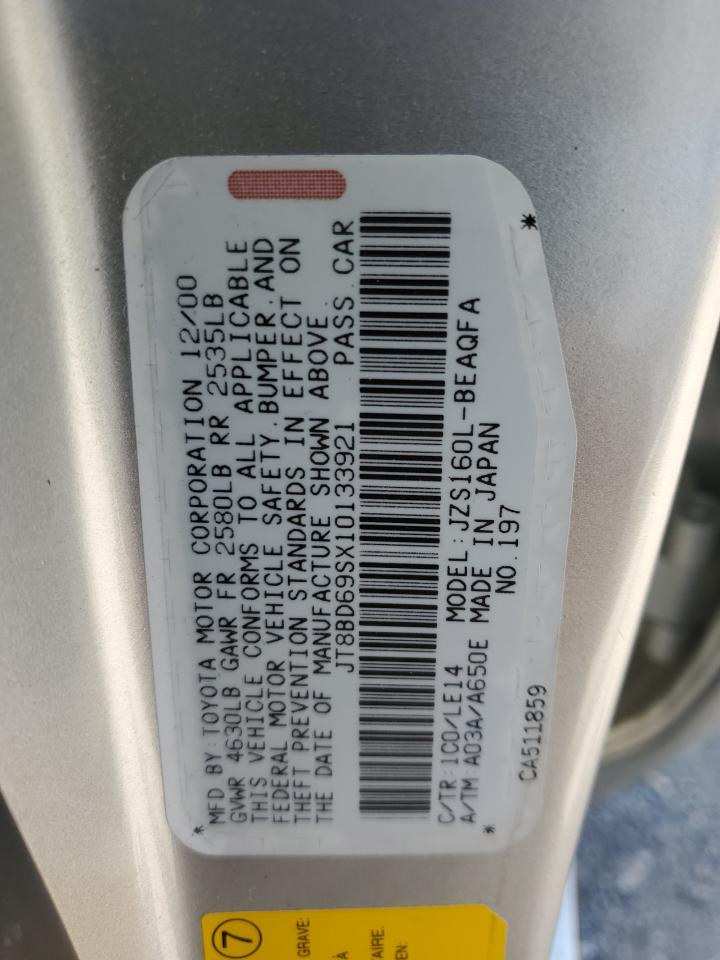 MFD BY:TOYOTA MOTOR CORPORATION 12/00
GVWR 4630LB GAWR FR 2580LB RR 2535LB
THIS VEHICLE CONFORMS TO ALL APPLICABLE
FEDERAL MOTOR VEHICLE SAFETY,BUMPER,AND
THEFT PREVENTION STANDARDS IN EFFECT ON
THE DATE OF MANUFACTURE SHOWN ABOVE.
JT8BD69SX10133921 PASS.CAR
C/TR:1C0/LE14 MODEL:JZS160L-BEAQFA
A/TM:A03A/A650E MADE IN JAPAN
NO.197
CA511859
7
GRAVE:
À
AIRE.
EN: